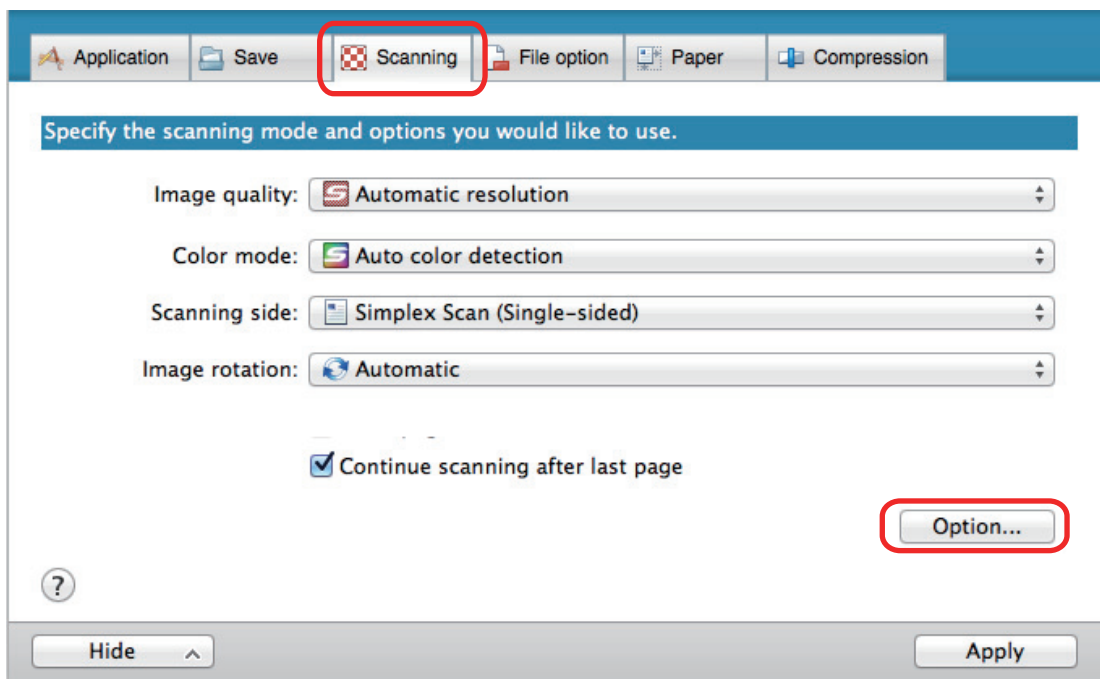 Application Save Scanning File option Paper Compression
Specify the scanning mode and options you would like to use.
Image quality: Automatic resolution
Color mode: Auto color detection
Scanning side: Simplex Scan (Single-sided)
Image rotation: Automatic
Continue scanning after last page
Option...
?
Hide Apply